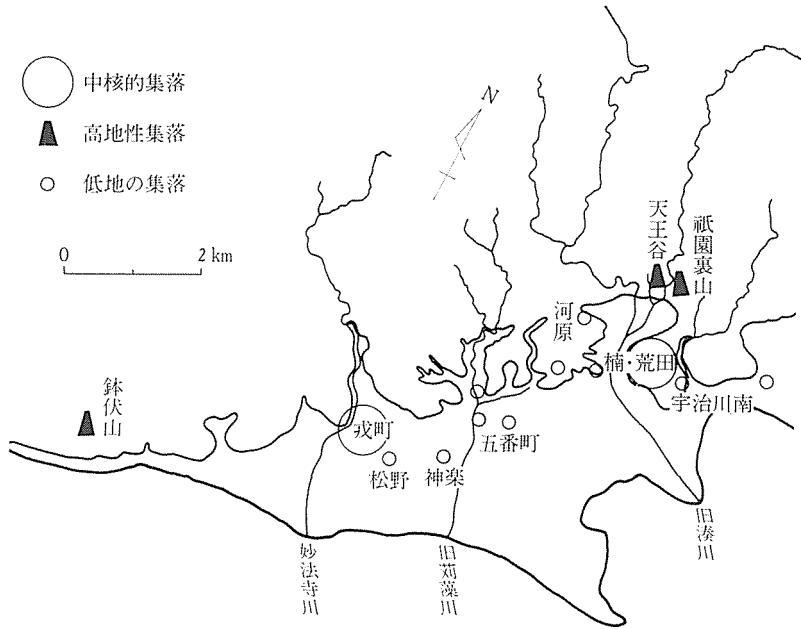 中核的集落
高地性集落
低地の集落
0 2 km
N
天王谷
祇園裏山
河原
楠・荒田
宇治川南
鉢伏山
戎町
松野
神楽
五番町
妙法寺川
旧苅藻川
旧湊川